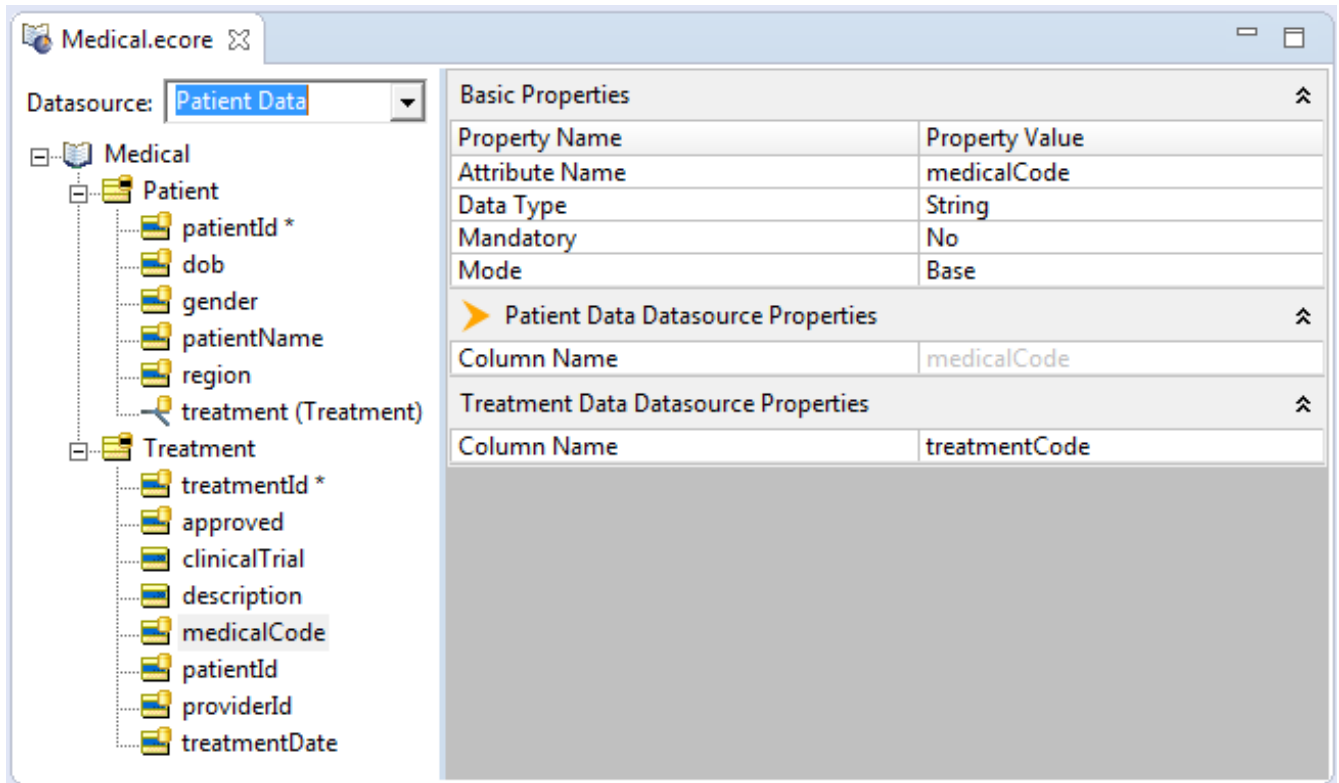 Medical.ecore
Datasource: Patient Data
Medical
Patient
patientId *
dob
gender
patientName
region
treatment (Treatment)
Treatment
treatmentId *
approved
clinicalTrial
description
medicalCode
patientId
providerId
treatmentDate
Basic Properties
Property Name Property Value
Attribute Name medicalCode
Data Type String
Mandatory No
Mode Base
Patient Data Datasource Properties
Column Name medicalCode
Treatment Data Datasource Properties
Column Name treatmentCode